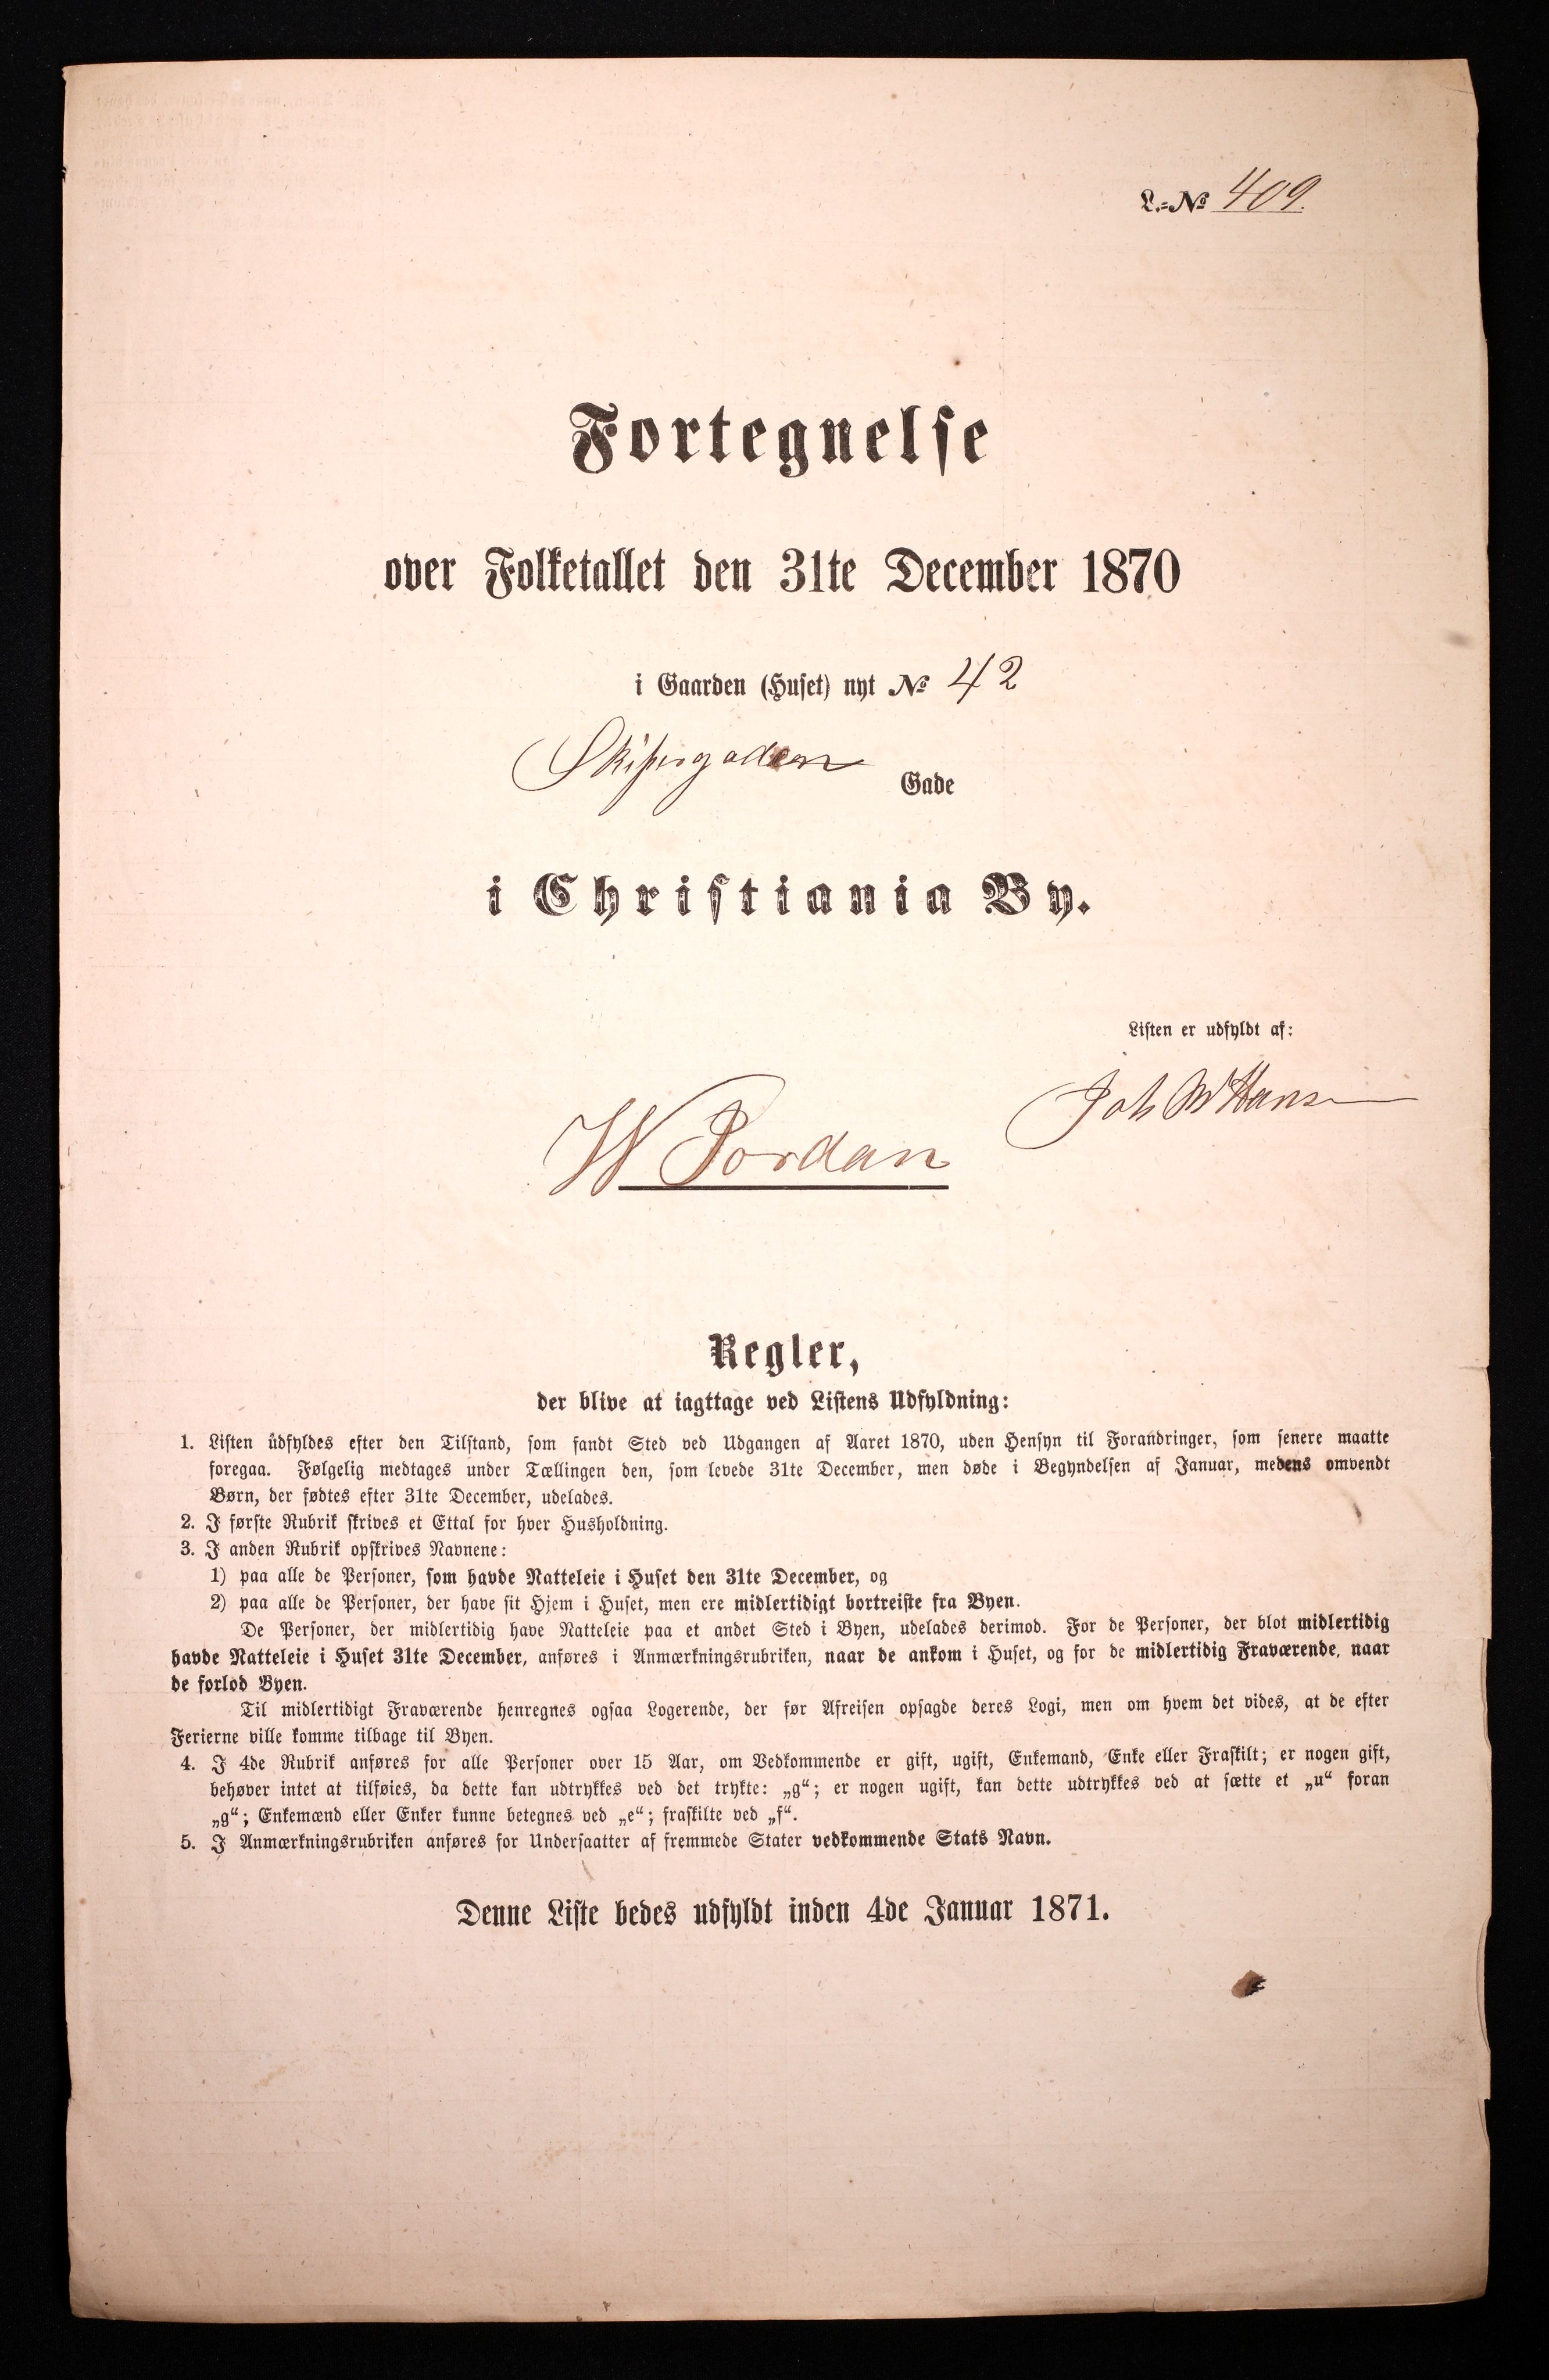 L.=No 409.
Fortegnelse
over Folketallet den 31te December 1870
i Gaarden (Huset) nyt No 42
Skipergaden Gade
i Christiania By.
Listen er udfyldt af:
Joh M Hansen
W Jordan
Regler,
der blive at iagttage ved Listens Udfyldning:
1. Listen udfyldes efter den Tilstand, som fandt Sted ved Udgangen af Aaret 1870, uden Hensyn til Forandringer, som senere maatte
foregaa. Følgelig medtages under Tællingen den, som levede 31te December, men døde i Begyndelsen af Januar, medens omvendt
Børn, der fødtes efter 31te December, udelades.
2. I første Rubrik skrives et Ettal for hver Husholdning.
3. I anden Rubrik opskrives Navnene:
1) paa alle de Personer, som havde Natteleie i Huset den 31te December, og
2) paa alle de Personer, der have sit Hjem i Huset, men ere midlertidigt bortreiste fra Byen.
De Personer, der midlertidig have Natteleie paa et andet Sted i Byen, udelades derimod. For de Personer, der blot midlertidig
havde Natteleie i Huset 31te December, anføres i Anmærkningsrubriken, naar de ankom i Huset, og for de midlertidig Fraværende, naar
de forlod Byen.
Til midlertidigt Fraværende henregnes ogsaa Logerende, der før Afreisen opsagde deres Logi, men om hvem det vides, at de efter
Ferierne ville komme tilbage til Byen.
4. I 4de Rubrik anføres for alle Personer over 15 Aar, om Vedkommende er gift, ugift, Enkemand, Enke eller Fraskilt; er nogen gift,
behøver intet at tilføies, da dette kan udtrykkes ved det trykte: „g“; er nogen ugift, kan dette udtrykkes ved at sætte et „u“ foran
„g“; Enkemænd eller Enker kunne betegnes ved „e“; fraskilte ved „f“.
5. I Anmærkningsrubriken anføres for Undersaatter af fremmede Stater vedkommende Stats Navn.
Denne Liste bedes udfyldt inden 4de Januar 1871.